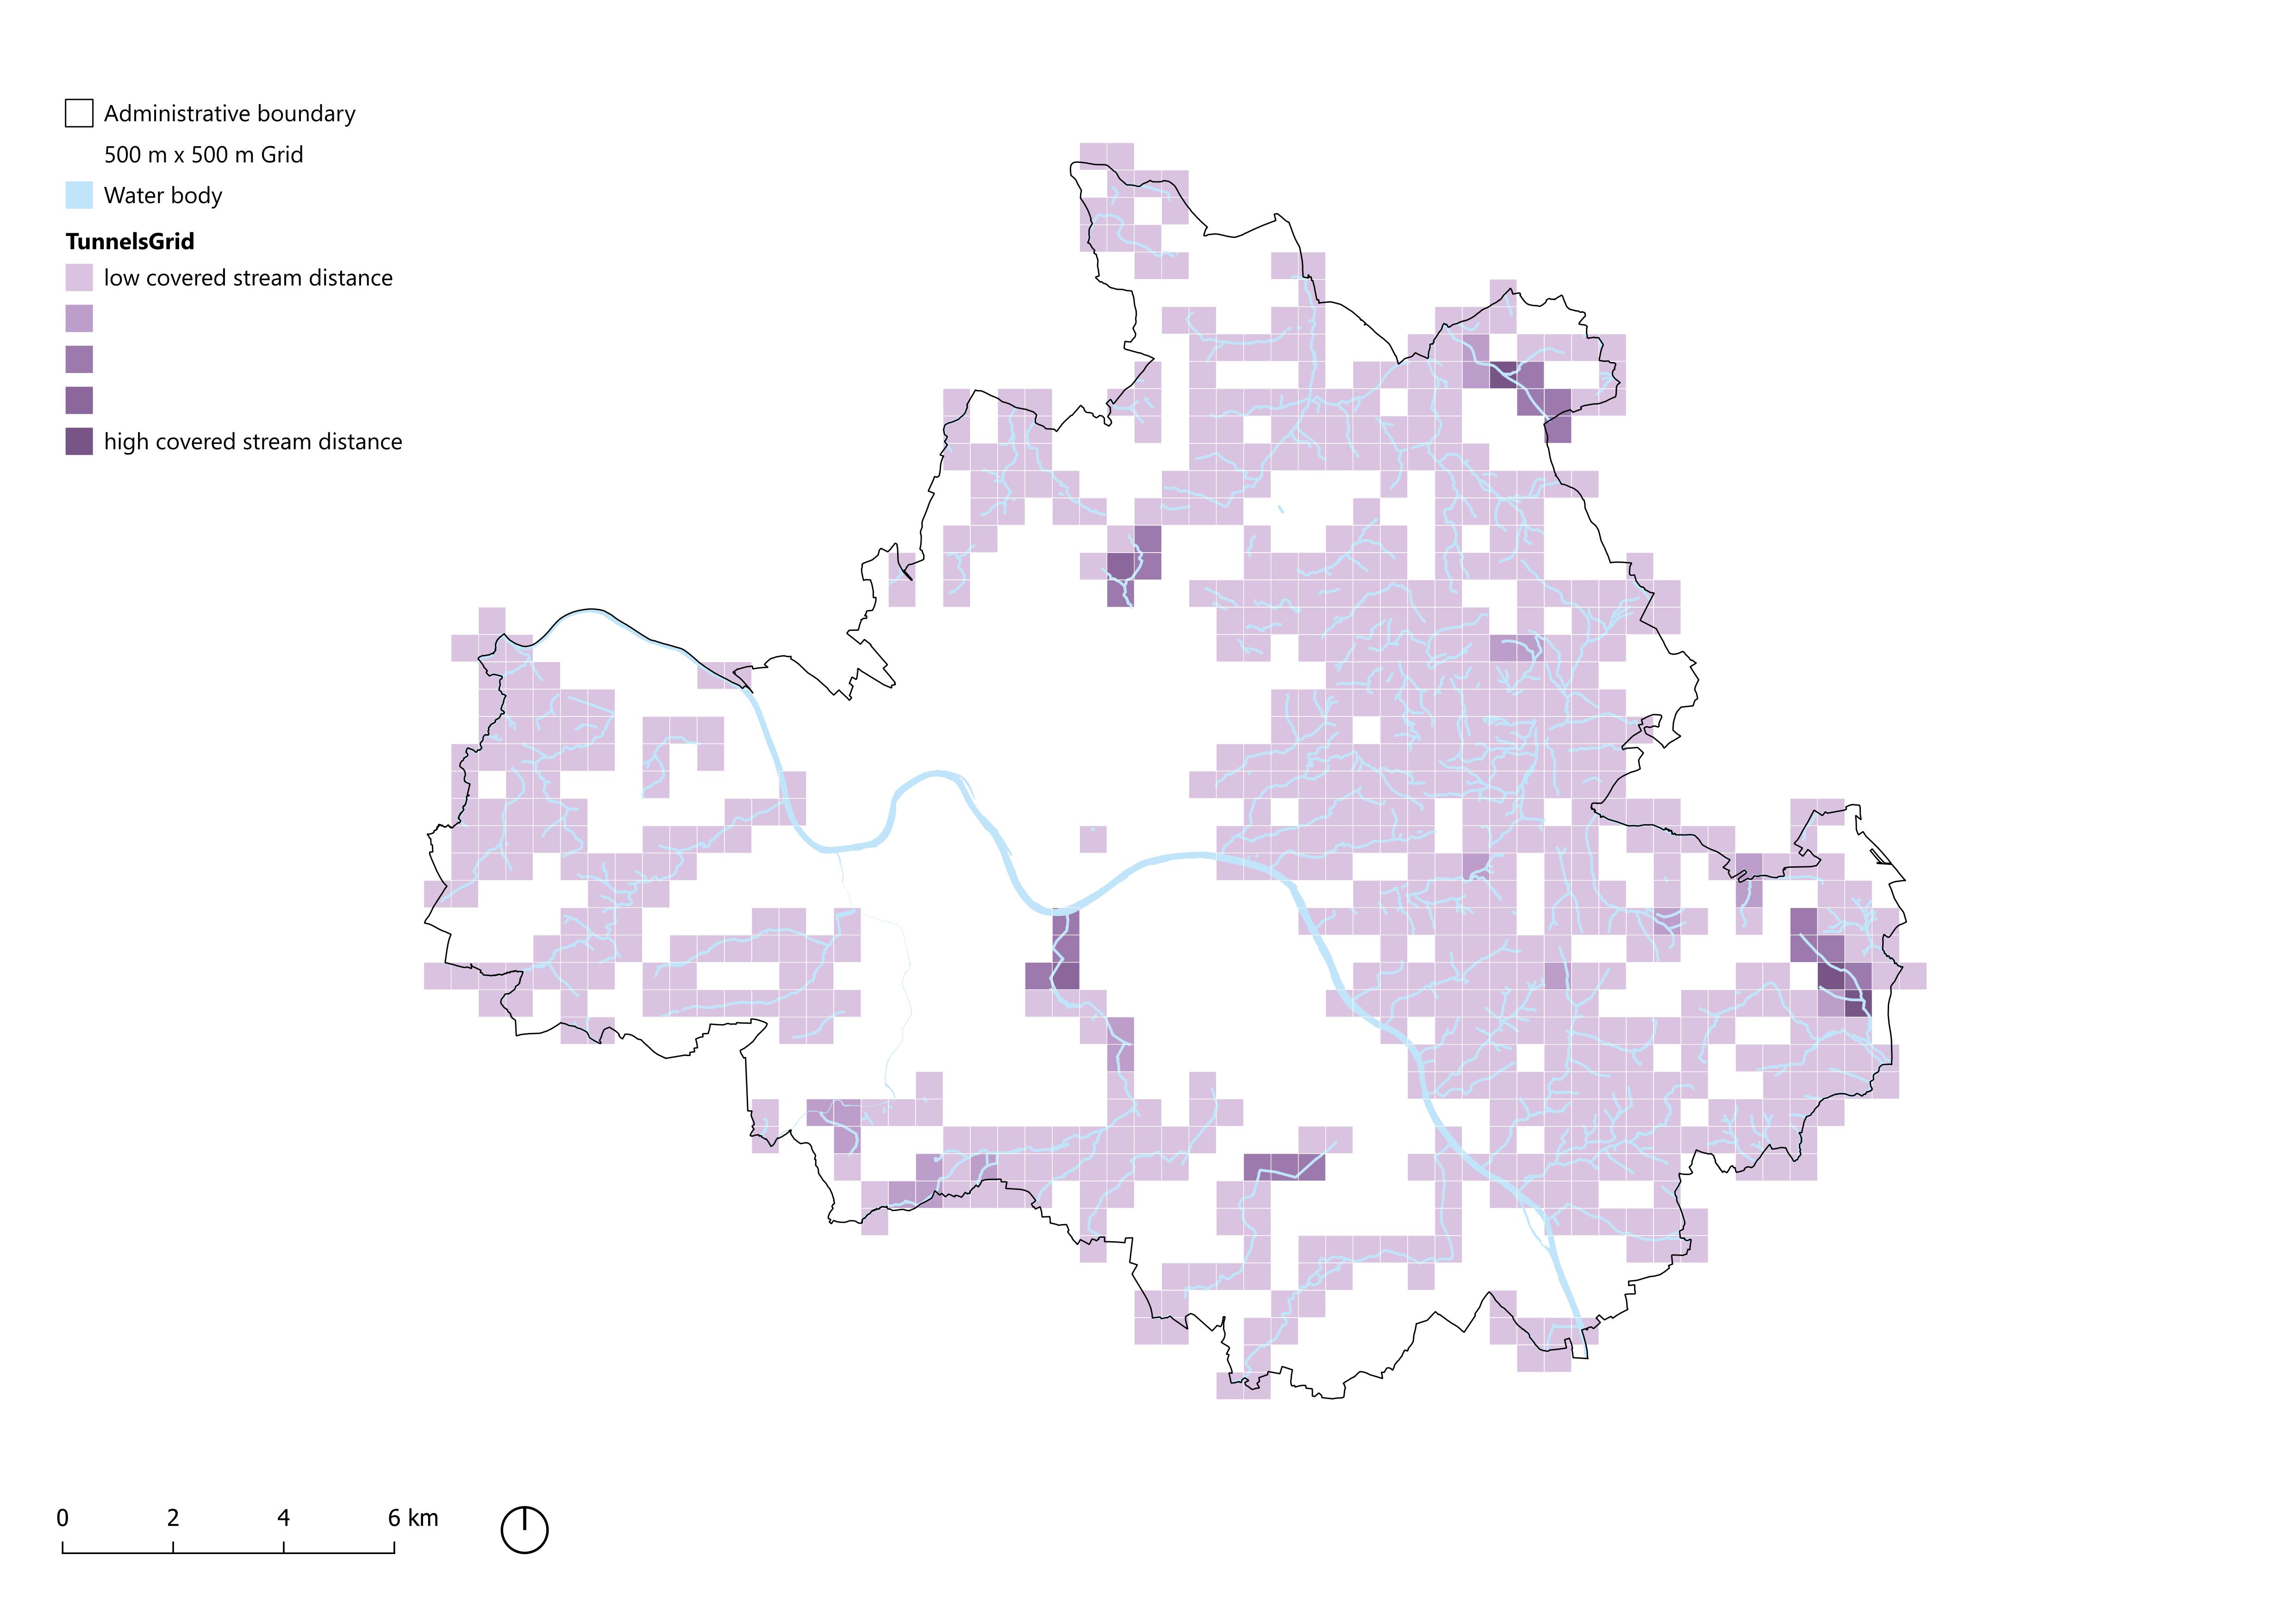 Administrative boundary
500 m x 500 m Grid
Water body
TunnelsGrid
low covered stream distance
high covered stream distance
0 2 4 6 km